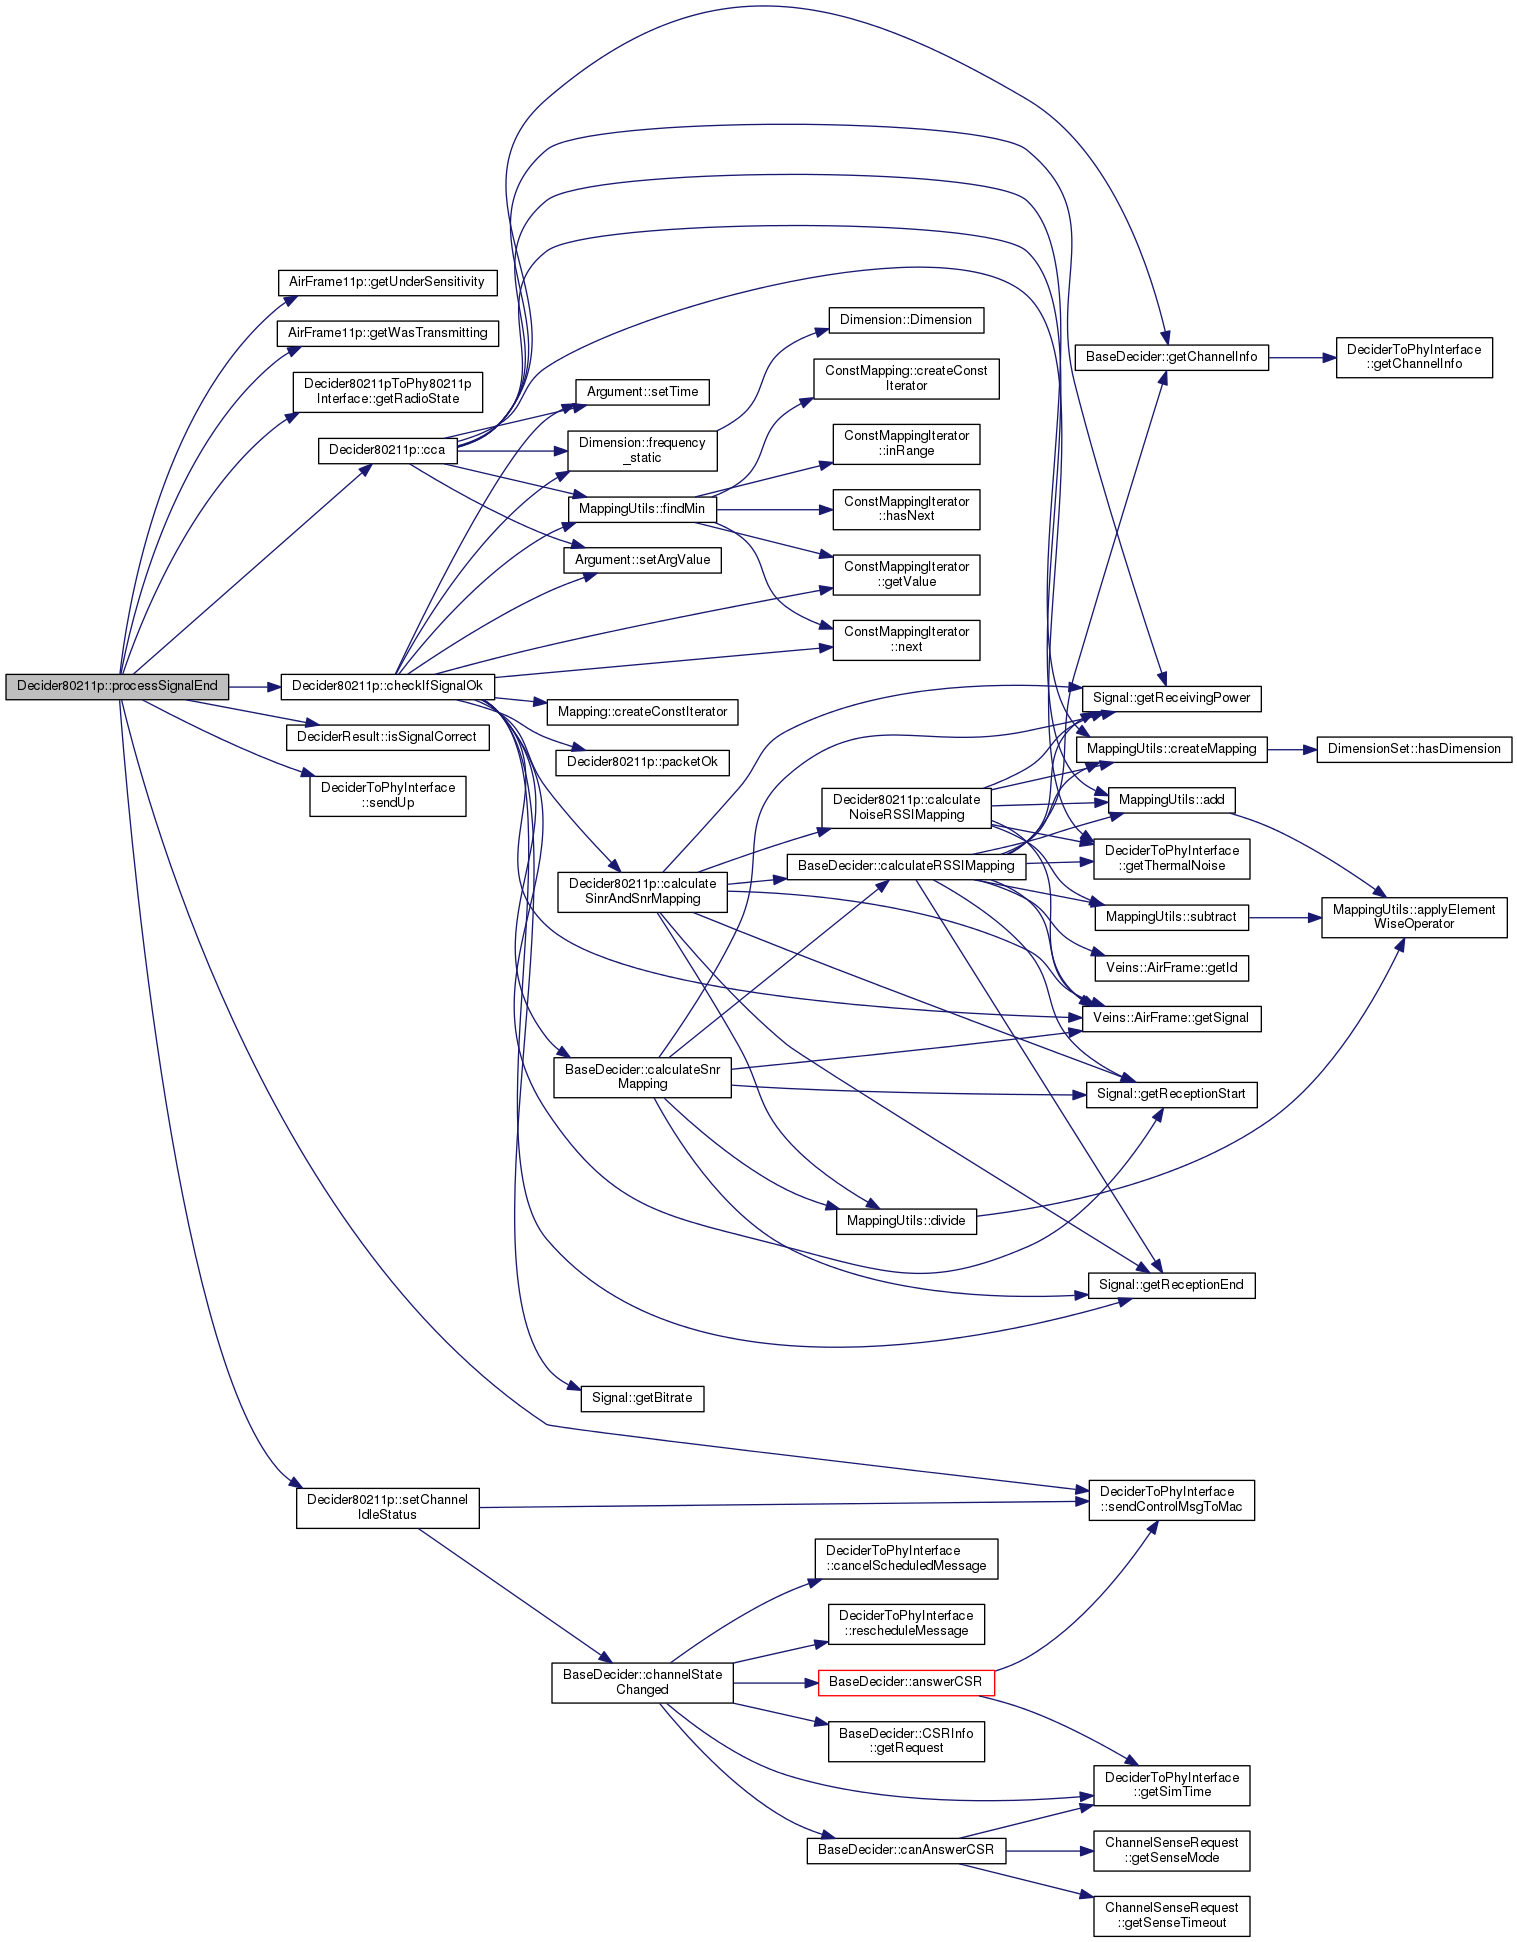 AirFrame11p::getUnderSensitivity
AirFrame11p::getWasTransmitting
Decider80211pToPhy80211p
Interface::getRadioState
Decider80211p::cca
Decider80211p::processSignalEnd
Decider80211p::checkIfSignalOk
DeciderResult::isSignalCorrect
DeciderToPhyInterface
::sendUp
Decider80211p::setChannel
IdleStatus
Argument::setTime
Dimension::frequency
_static
MappingUtils::findMin
Argument::setArgValue
Mapping::createConstIterator
Decider80211p::packetOk
Decider80211p::calculate
SinrAndSnrMapping
BaseDecider::calculateSnr
Mapping
Signal::getBitrate
BaseDecider::channelState
Changed
Dimension::Dimension
ConstMapping::createConst
Iterator
ConstMappingIterator
::inRange
ConstMappingIterator
::hasNext
ConstMappingIterator
::getValue
ConstMappingIterator
::next
Decider80211p::calculate
NoiseRSSIMapping
BaseDecider::calculateRSSIMapping
MappingUtils::divide
DeciderToPhyInterface
::cancelScheduledMessage
DeciderToPhyInterface
::rescheduleMessage
BaseDecider::answerCSR
BaseDecider::CSRInfo
::getRequest
BaseDecider::canAnswerCSR
BaseDecider::getChannelInfo
Signal::getReceivingPower
MappingUtils::createMapping
MappingUtils::add
DeciderToPhyInterface
::getThermalNoise
MappingUtils::subtract
Veins::AirFrame::getId
Veins::AirFrame::getSignal
Signal::getReceptionStart
Signal::getReceptionEnd
DeciderToPhyInterface
::sendControlMsgToMac
DeciderToPhyInterface
::getSimTime
ChannelSenseRequest
::getSenseMode
ChannelSenseRequest
::getSenseTimeout
DeciderToPhyInterface
::getChannelInfo
DimensionSet::hasDimension
MappingUtils::applyElement
WiseOperator